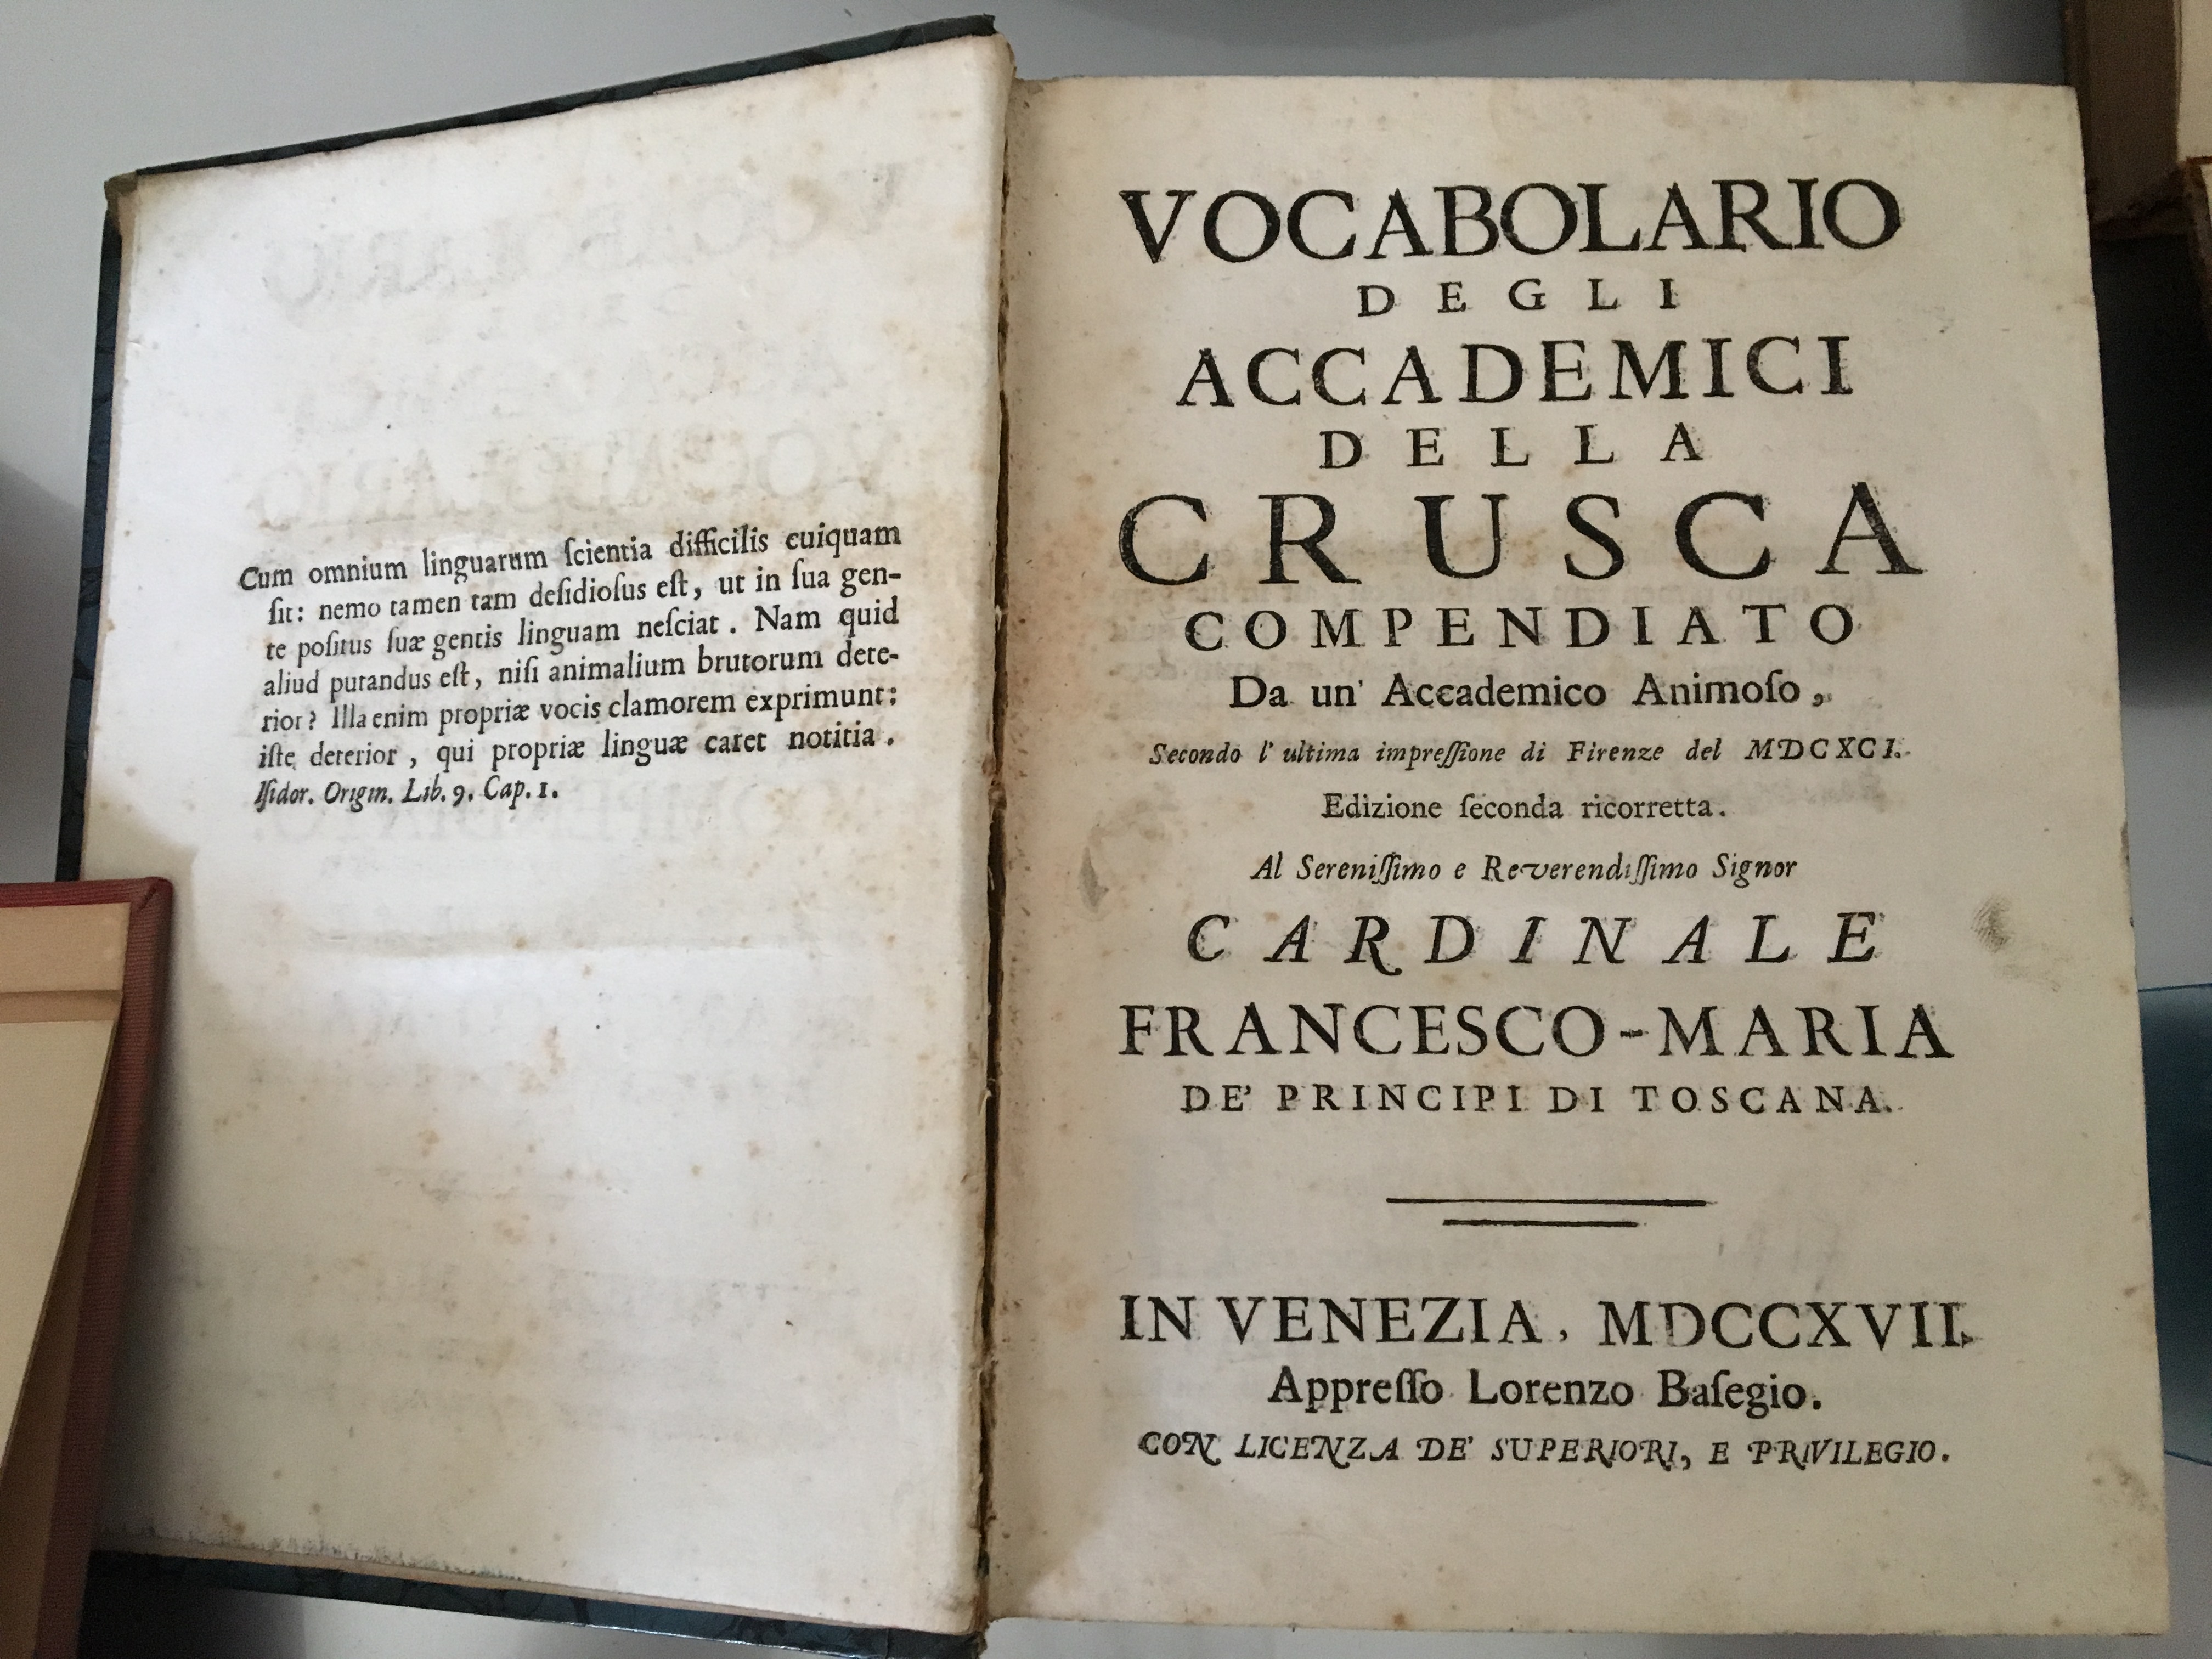 Cum omnium linguarum ſcientia difficilis cuiquam
ſit: nemo tamen tam deſidioſus eſt, ut in ſua gen-
te poſitus ſuæ gentis linguam neſciat. Nam quid
aliud putandus eſt, niſi animalium brutorum dete-
rior? Illa enim propriæ vocis clamorem exprimunt:
iſte deterior, qui propriæ linguæ caret notitia.
Iſidor. Origin. Lib. 9. Cap. 1.
VOCABOLARIO
DEGLI
ACCADEMICI
DELLA
CRUSCA
COMPENDIATO
Da un' Accademico Animoſo,
Secondo l' ultima impreſſione di Firenze del MDCXCI.
Edizione ſeconda ricorretta.
Al Sereniſſimo e Reverendiſſimo Signor
CARDINALE
FRANCESCO-MARIA
DE' PRINCIPI DI TOSCANA.
IN VENEZIA, MDCCXVII.
Appreſſo Lorenzo Baſegio.
CON LICENZA DE' SUPERIORI, E PRIVILEGIO.